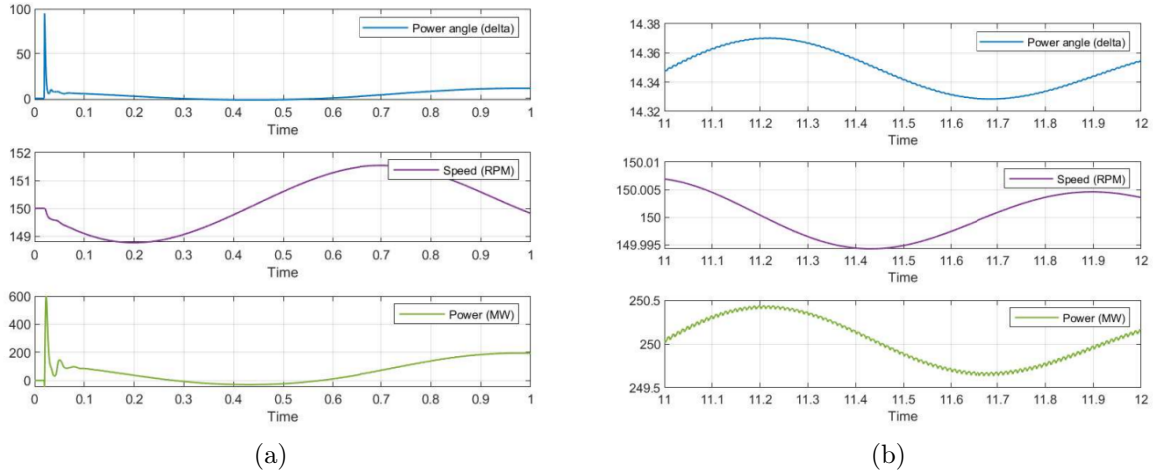 100
50
0
Power angle (delta)
0 0.1 0.2 0.3 0.4 0.5 0.6 0.7 0.8 0.9 1
Time
152
151
150
149
Speed (RPM)
0 0.1 0.2 0.3 0.4 0.5 0.6 0.7 0.8 0.9 1
Time
600
400
200
0
Power (MW)
0 0.1 0.2 0.3 0.4 0.5 0.6 0.7 0.8 0.9 1
Time
(a)
14.38
14.36
14.34
14.32
Power angle (delta)
11 11.1 11.2 11.3 11.4 11.5 11.6 11.7 11.8 11.9 12
Time
150.01
150.005
150
149.995
Speed (RPM)
11 11.1 11.2 11.3 11.4 11.5 11.6 11.7 11.8 11.9 12
Time
250.5
250
249.5
Power (MW)
11 11.1 11.2 11.3 11.4 11.5 11.6 11.7 11.8 11.9 12
Time
(b)